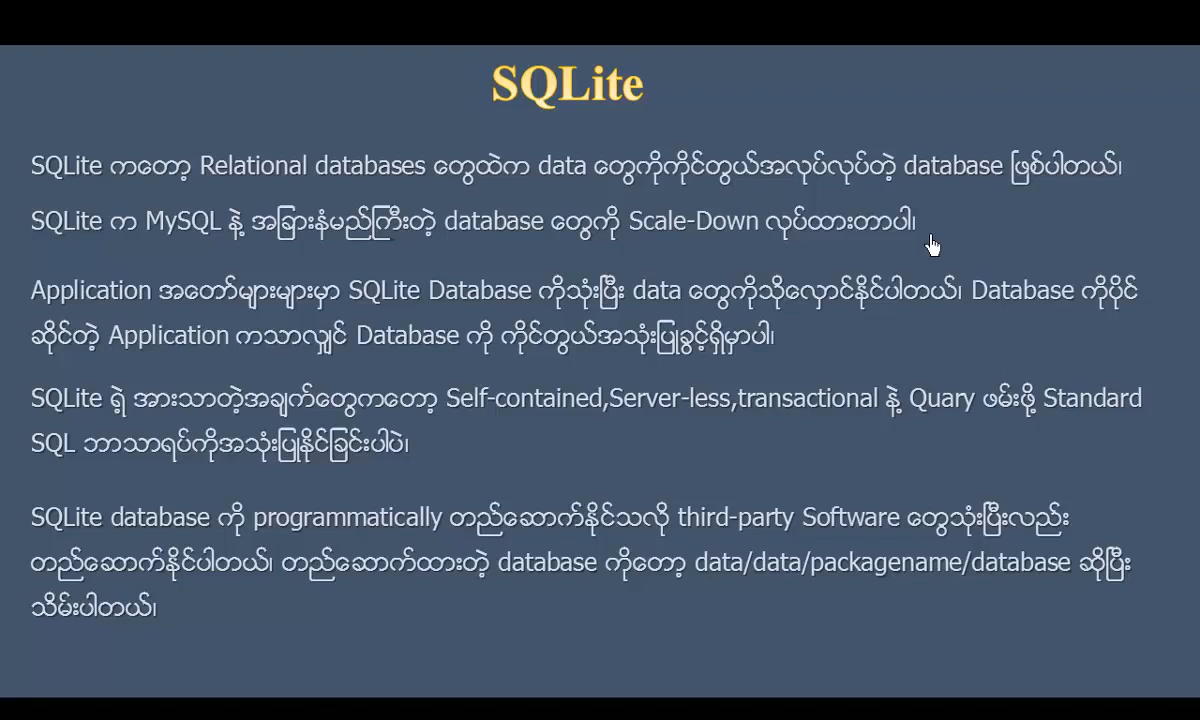 SQLite
SQLite ကတော့ Relational databases တွေထဲက data တွေကိုကိုင်တွယ်အလုပ်လုပ်တဲ့ database ဖြစ်ပါတယ်၊
SQLite က MySQL နဲ့ အခြားနံမည်ကြီးတဲ့ database တွေကို Scale-Down လုပ်ထားတာပါ၊
Application အတော်များများမှာ SQLite Database ကိုသုံးပြီး data တွေကိုသိုလှောင်နိုင်ပါတယ်၊ Database ကိုပိုင်
ဆိုင်တဲ့ Application ကသာလျှင် Database ကို ကိုင်တွယ်အသုံးပြုခွင့်ရှိမှာပါ၊
SQLite ရဲ့ အားသာတဲ့အချက်တွေကတော့ Self-contained,Server-less,transactional နဲ့ Quary ဖမ်းဖို့ Standard
SQL ဘာသာရပ်ကိုအသုံးပြုနိုင်ခြင်းပါပဲ၊
SQLite database ကို programmatically တည်ဆောက်နိုင်သလို third-party Software တွေသုံးပြီးလည်း
တည်ဆောက်နိုင်ပါတယ်၊ တည်ဆောက်ထားတဲ့ database ကိုတော့ data/data/packagename/database ဆိုပြီး
သိမ်းပါတယ်၊